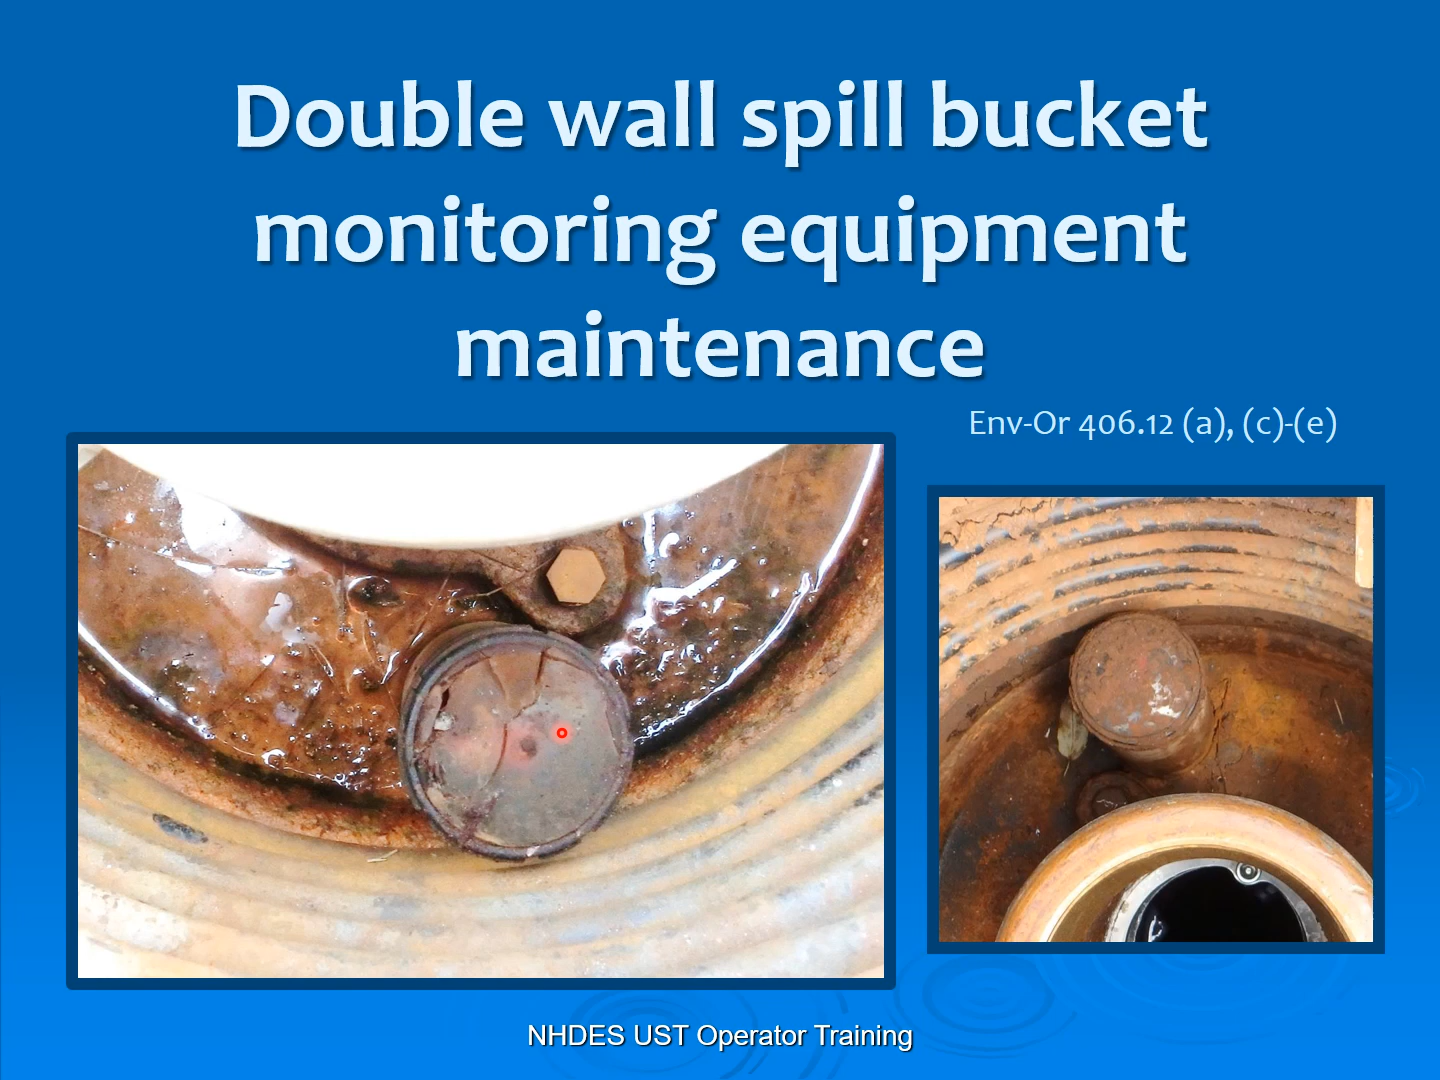 Double wall spill bucket
monitoring equipment
maintenance
Env-Or 406.12 (a), (c)-(e)
NHDES UST Operator Training